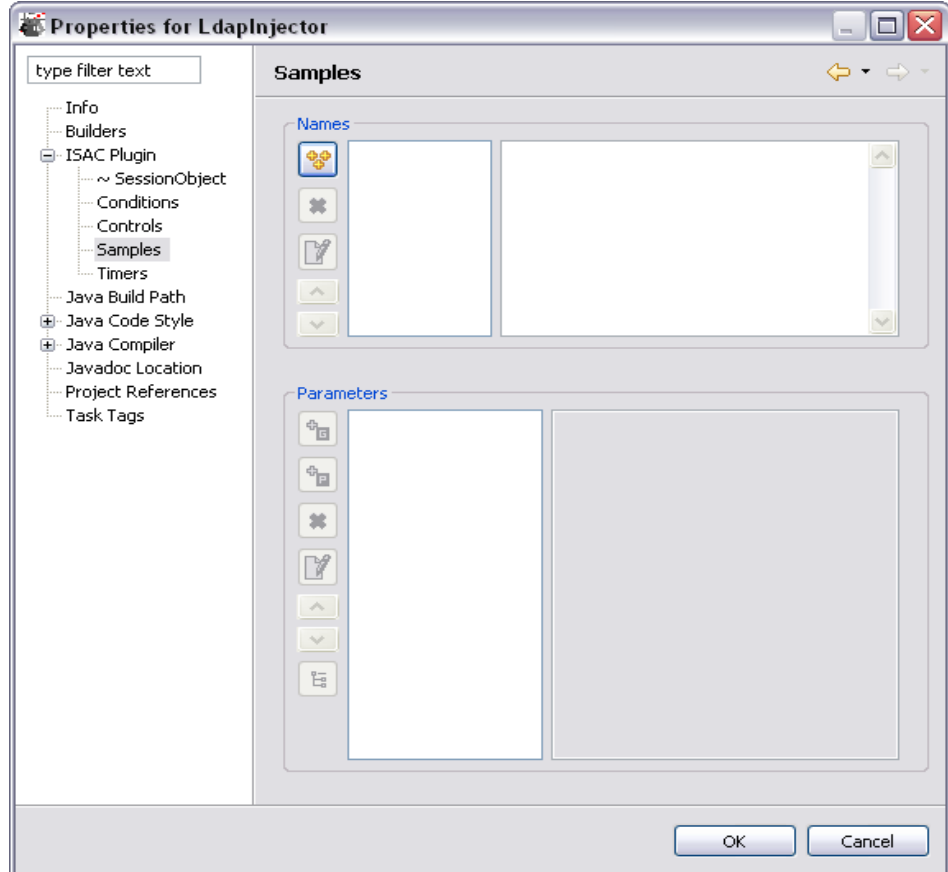 Properties for LdapInjector
type filter text
Info
Builders
ISAC Plugin
~ SessionObject
Conditions
Controls
Samples
Timers
Java Build Path
Java Code Style
Java Compiler
Javadoc Location
Project References
Task Tags
Samples
Names
Parameters
G
P
OK
Cancel